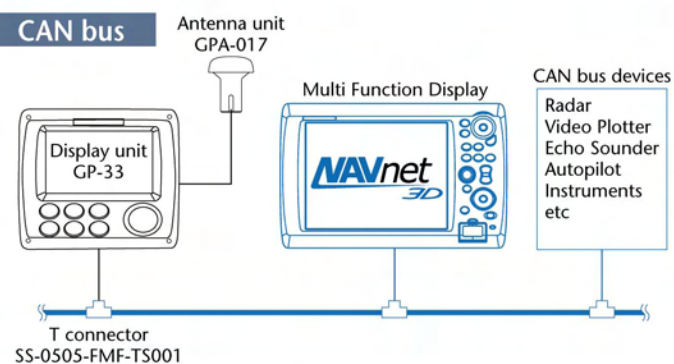 CAN bus
Antenna unit
GPA-017
Multi Function Display
CAN bus devices
Display unit
GP-33
NAVnet
3D
Radar
Video Plotter
Echo Sounder
Autopilot
Instruments
etc
T connector
SS-0505-FMF-TS001